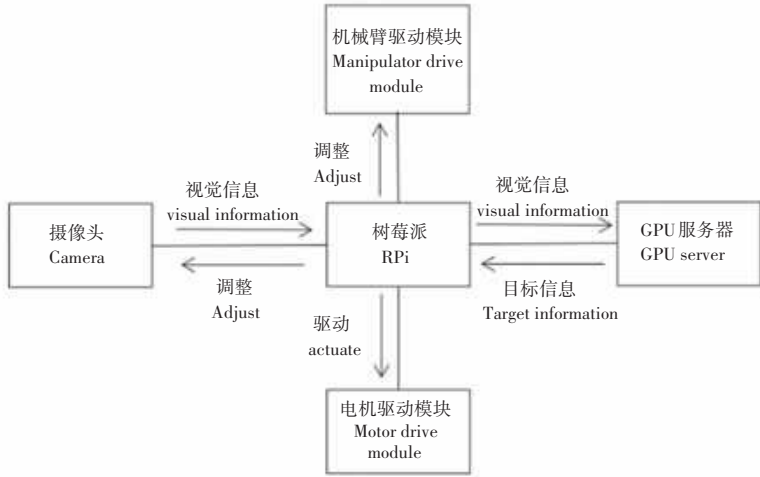 机械臂驱动模块
Manipulator drive
module
调整
Adjust
视觉信息
visual information
视觉信息
visual information
摄像头
Camera
树莓派
RPi
GPU服务器
GPU server
调整
Adjust
目标信息
Target information
驱动
actuate
电机驱动模块
Motor drive
module